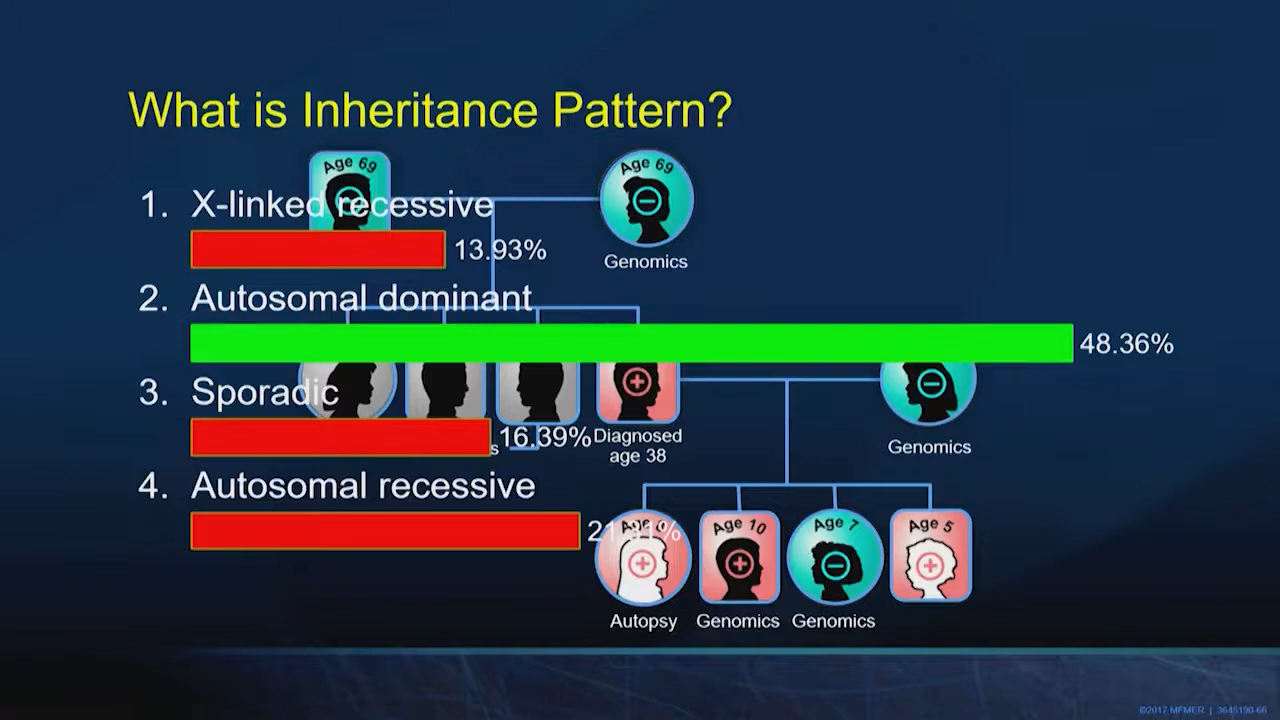 What is Inheritance Pattern?
Age 69
Age 69
1. X-linked recessive
13.93%
Genomics
2. Autosomal dominant
48.36%
3. Sporadic
16.39%
s
Diagnosed
age 38
Genomics
4. Autosomal recessive
Age 10
Age 7
Age 5
Autopsy
Genomics
Genomics
©2017 MFMER | 3645190-66